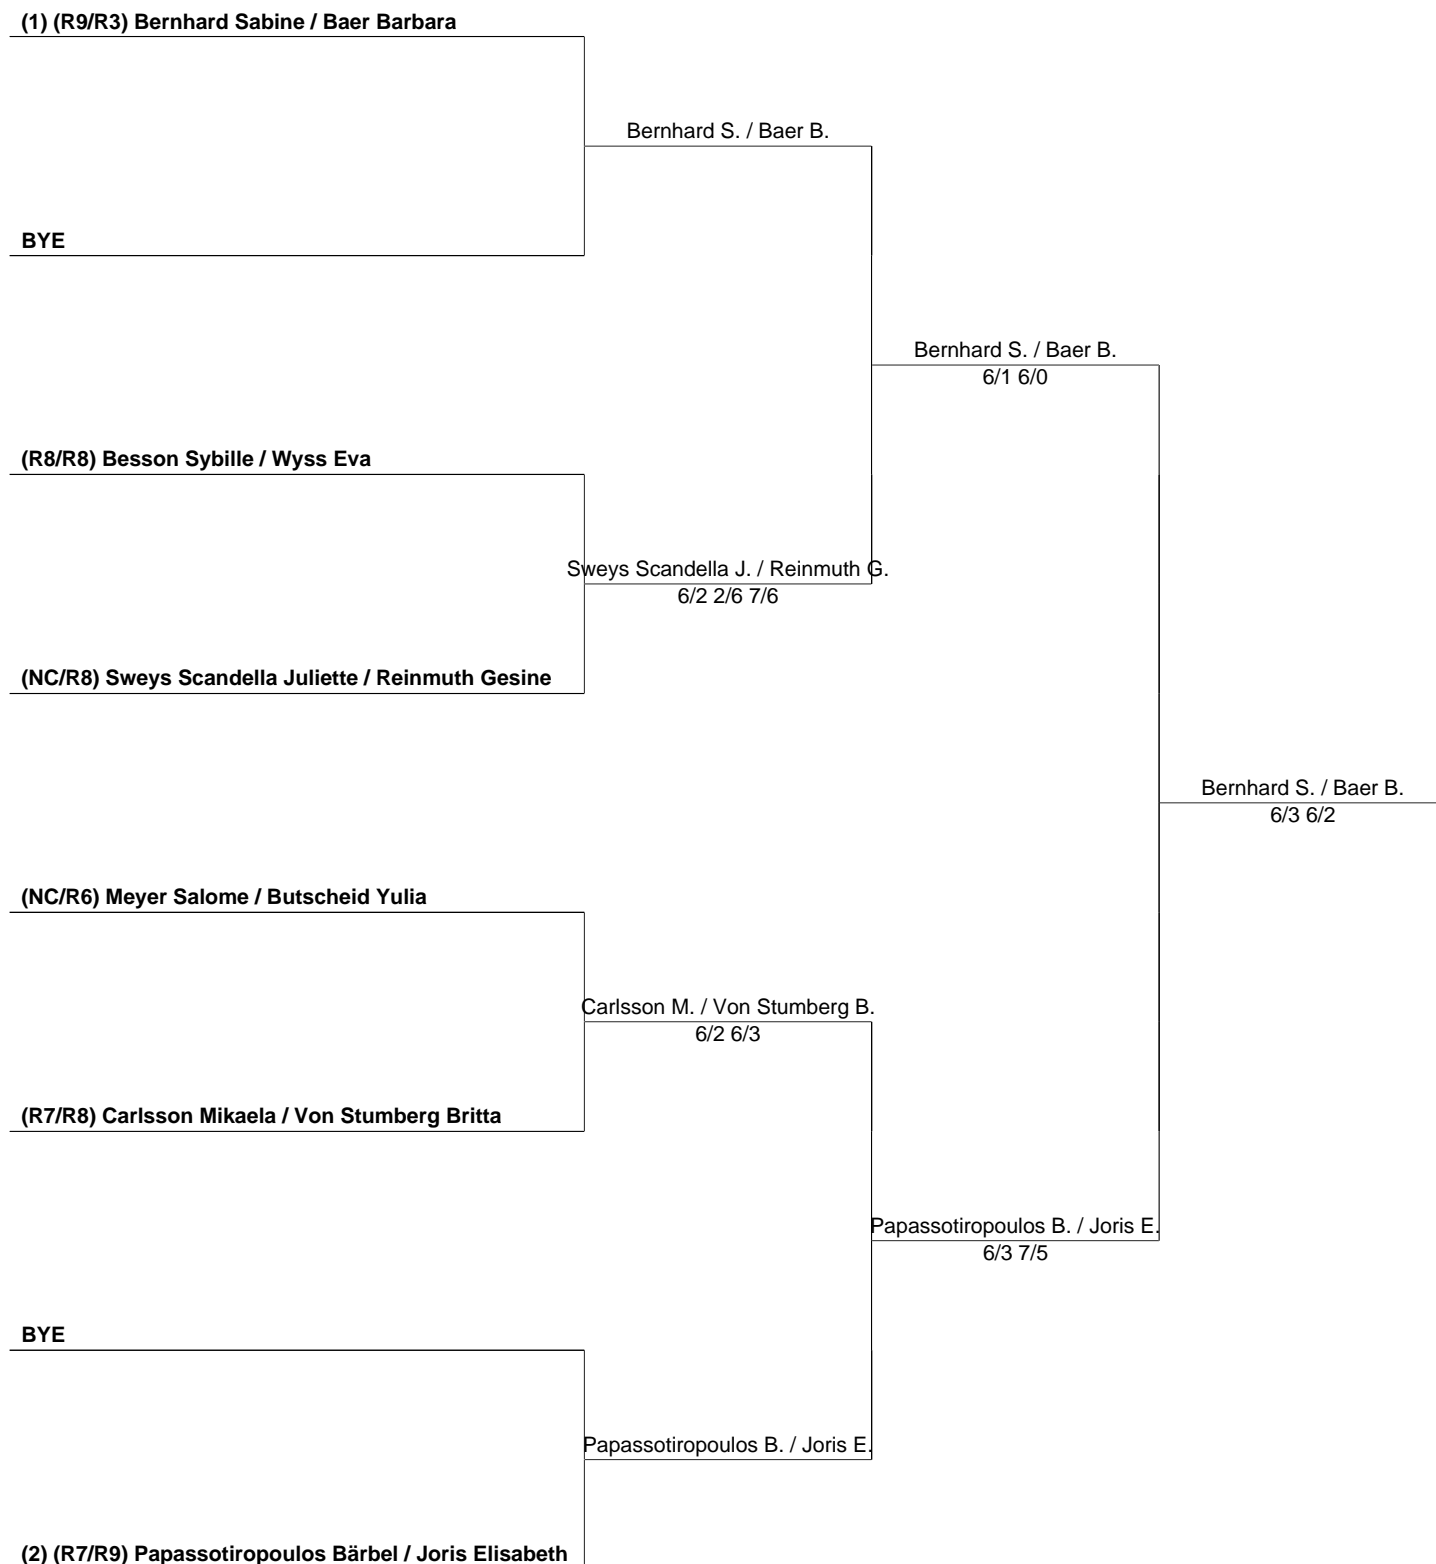 (1) (R9/R3) Bernhard Sabine / Baer Barbara
Bernhard S. / Baer B.
BYE
Bernhard S. / Baer B.
6/1 6/0
(R8/R8) Besson Sybille / Wyss Eva
Sweys Scandella J. / Reinmuth G.
6/2 2/6 7/6
(NC/R8) Sweys Scandella Juliette / Reinmuth Gesine
Bernhard S. / Baer B.
6/3 6/2
(NC/R6) Meyer Salome / Butscheid Yulia
Carlsson M. / Von Stumberg B.
6/2 6/3
(R7/R8) Carlsson Mikaela / Von Stumberg Britta
Papassotiropoulos B. / Joris E.
6/3 7/5
BYE
Papassotiropoulos B. / Joris E.
(2) (R7/R9) Papassotiropoulos Bärbel / Joris Elisabeth